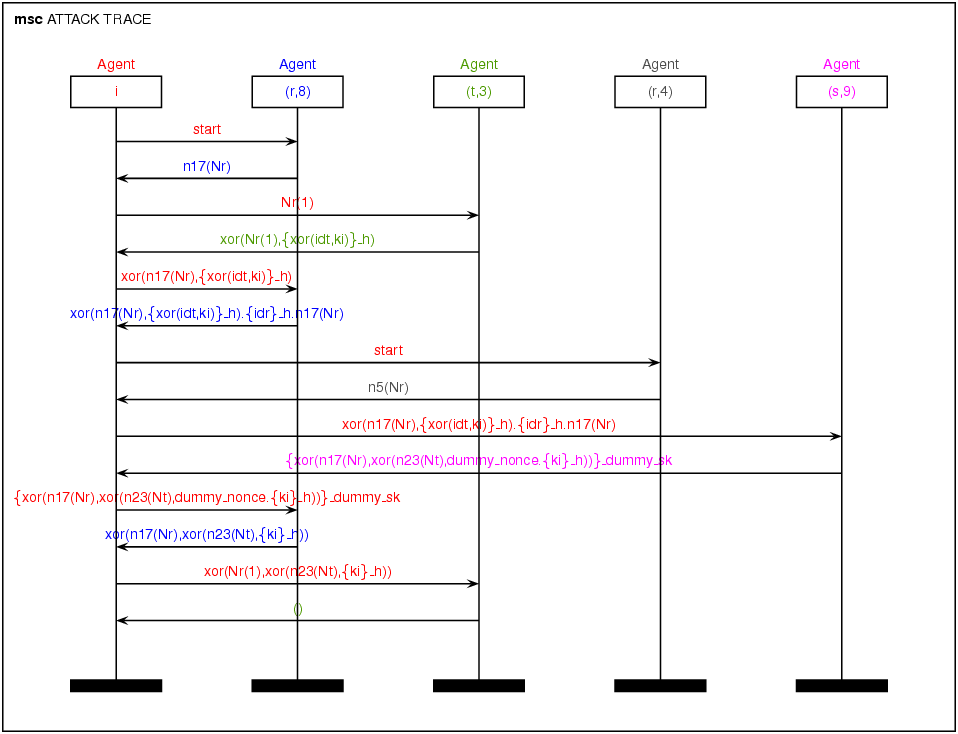 msc ATTACK TRACE
Agent Agent Agent Agent Agent
i (r,8) (t,3) (r,4) (s,9)
start
n17(Nr)
Nr(1)
xor(Nr(1),{xor(idt,ki)}_h)
xor(n17(Nr),{xor(idt,ki)}_h)
xor(n17(Nr),{xor(idt,ki)}_h).{idr}_h.n17(Nr)
start
n5(Nr)
xor(n17(Nr),{xor(idt,ki)}_h).{idr}_h.n17(Nr)
{xor(n17(Nr),xor(n23(Nt),dummy_nonce.{ki}_h))}_dummy_sk
{xor(n17(Nr),xor(n23(Nt),dummy_nonce.{ki}_h))}_dummy_sk
xor(n17(Nr),xor(n23(Nt),{ki}_h))
xor(Nr(1),xor(n23(Nt),{ki}_h))
()